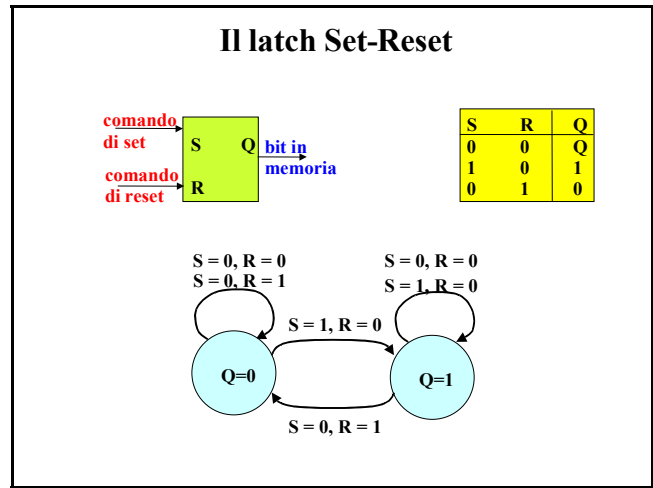 Il latch Set-Reset
comando
di set
comando
di reset
S
Q
R
bit in
memoria
S R Q
0 0 Q
1 0 1
0 1 0
S = 0, R = 0
S = 0, R = 1
S = 0, R = 0
S = 1, R = 0
S = 1, R = 0
Q=0
Q=1
S = 0, R = 1